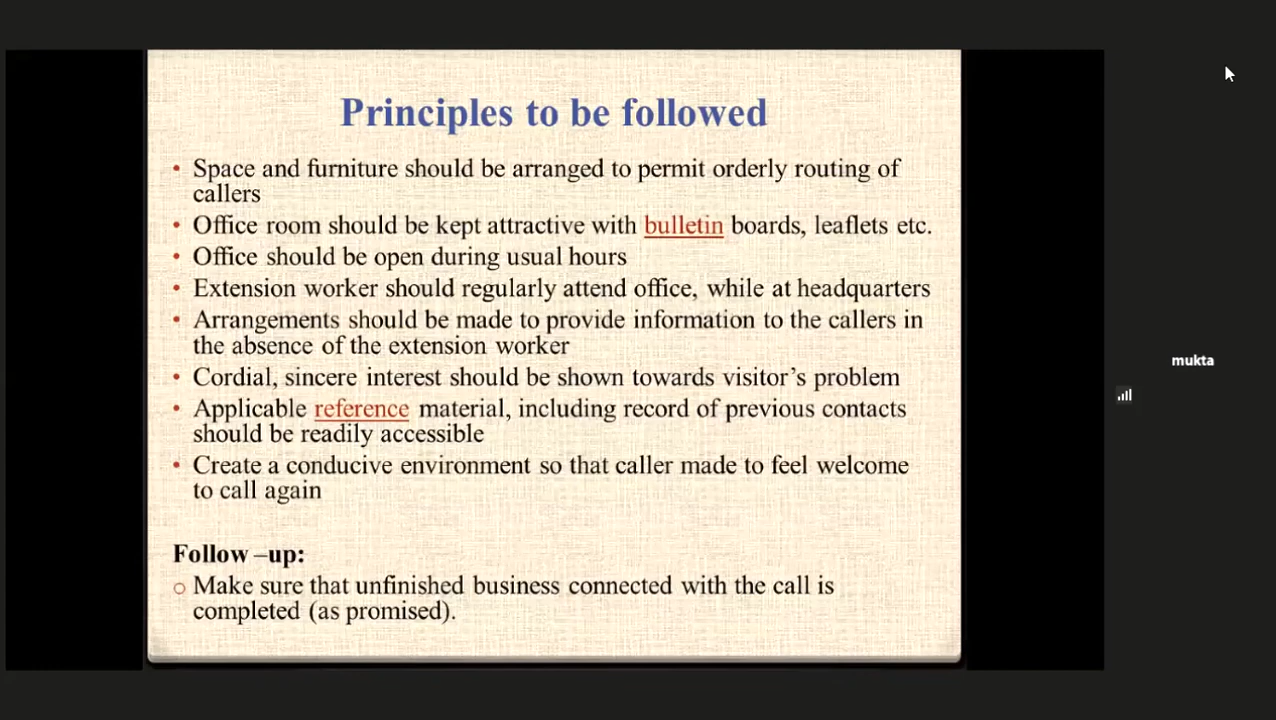 Principles to be followed
• Space and furniture should be arranged to permit orderly routing of
callers
• Office room should be kept attractive with bulletin boards, leaflets etc.
• Office should be open during usual hours
• Extension worker should regularly attend office, while at headquarters
• Arrangements should be made to provide information to the callers in
the absence of the extension worker
• Cordial, sincere interest should be shown towards visitor’s problem
• Applicable reference material, including record of previous contacts
should be readily accessible
• Create a conducive environment so that caller made to feel welcome
to call again
Follow –up:
o Make sure that unfinished business connected with the call is
completed (as promised).
mukta